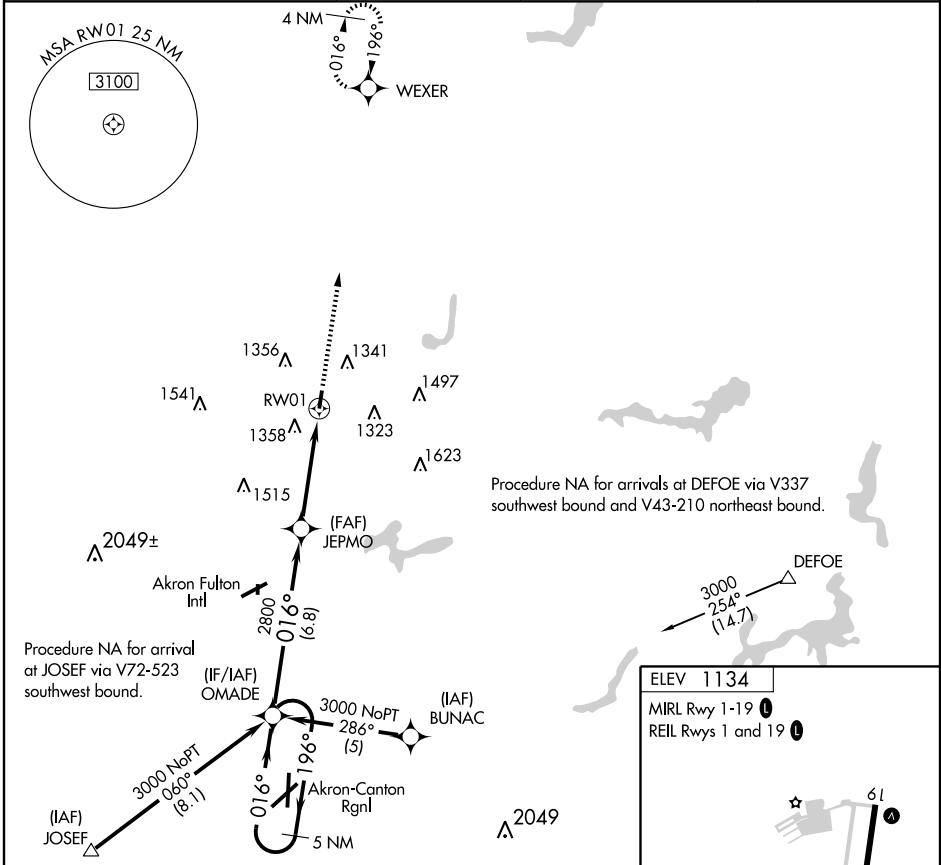 MSA RW01 25 NM
3100
4 NM
016°
196°
WEXER
1356
1341
1541
1497
RW01
1358
1323
1623
1515
Procedure NA for arrivals at DEFOE via V337
southwest bound and V43-210 northeast bound.
(FAF)
JEPMO
2049±
DEFOE
3000
254°
(14.7)
Akron Fulton
Intl
2800
016°
(6.8)
Procedure NA for arrival
at JOSEF via V72-523
southwest bound.
(IF/IAF)
OMADE
3000 NoPT
286°
(5)
(IAF)
BUNAC
3000 NoPT
060°
(8.1)
(IAF)
JOSEF
016°
196°
Akron-Canton
Rgnl
5 NM
2049
ELEV 1134
MIRL Rwy 1-19 L
REIL Rwys 1 and 19 L
19
A